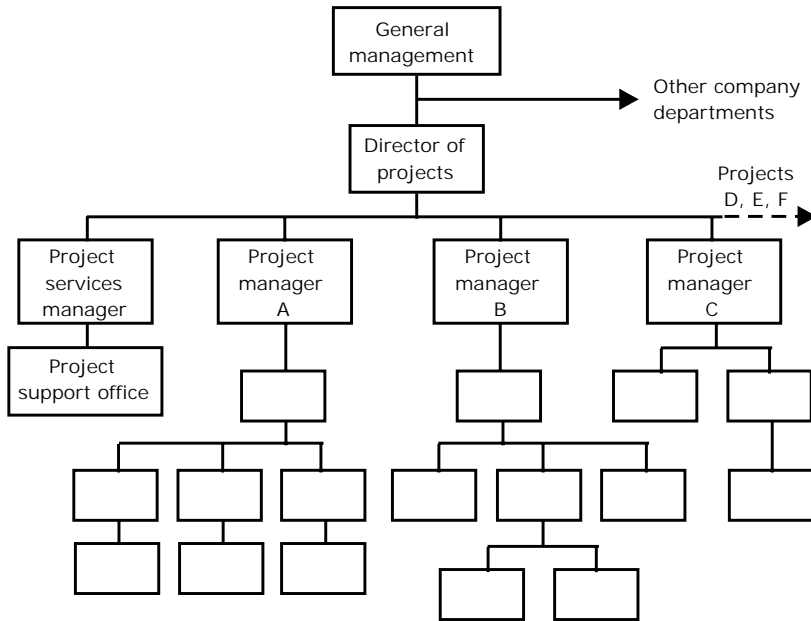 General
management
Other company
departments
Director of
projects
Projects
D, E, F
Project
services
manager
Project
manager
A
Project
manager
B
Project
manager
C
Project
support office